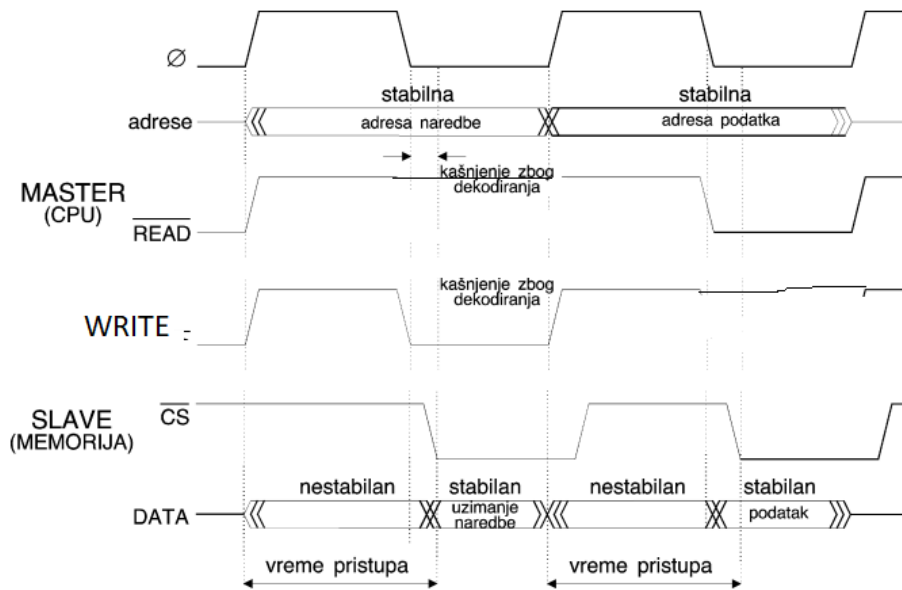 Ø
stabilna
stabilna
adrese
adresa naredbe
adresa podatka
kašnjenje zbog
dekodiranja
MASTER
(CPU)
READ
kašnjenje zbog
dekodiranja
WRITE
SLAVE
(MEMORIJA)
CS
nestabilan
stabilan
nestabilan
stabilan
DATA
uzimanje
naredbe
podatak
vreme pristupa
vreme pristupa